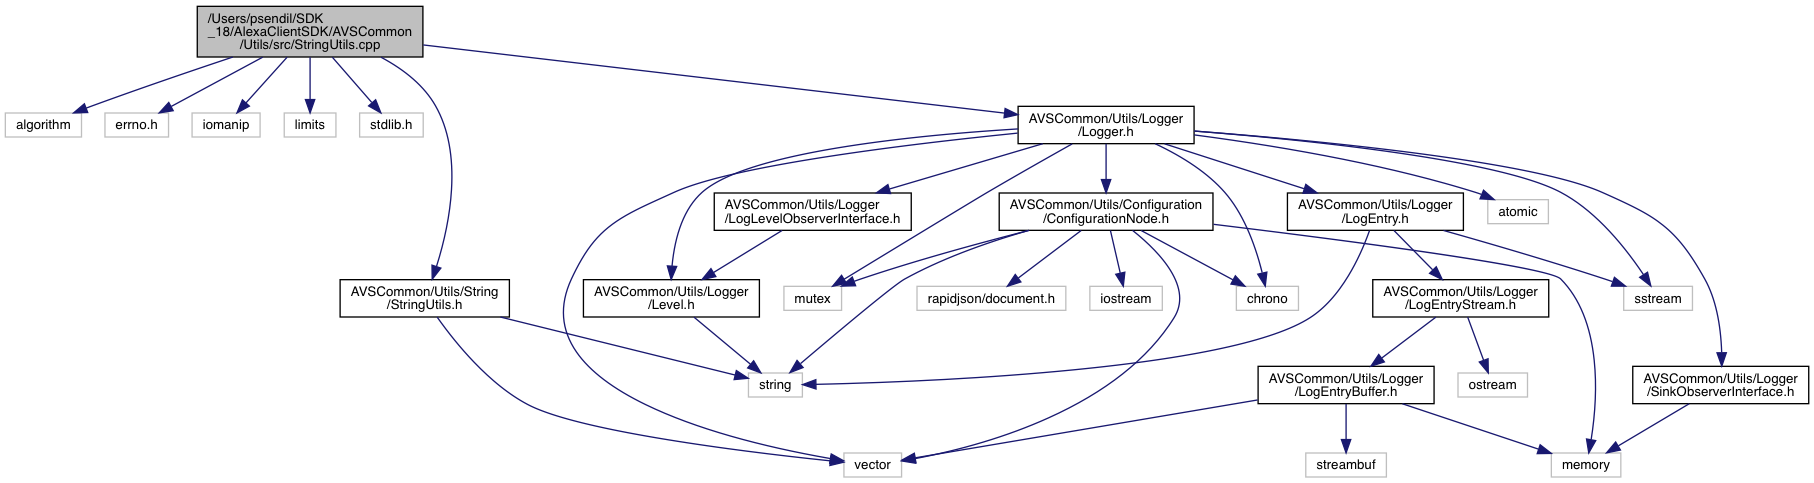 /Users/psendil/SDK
_18/AlexaClientSDK/AVSCommon
/Utils/src/StringUtils.cpp
algorithm
errno.h
iomanip
limits
stdlib.h
AVSCommon/Utils/Logger
/Logger.h
AVSCommon/Utils/Logger
/LogLevelObserverInterface.h
AVSCommon/Utils/Configuration
/ConfigurationNode.h
AVSCommon/Utils/Logger
/LogEntry.h
atomic
AVSCommon/Utils/String
/StringUtils.h
AVSCommon/Utils/Logger
/Level.h
mutex
rapidjson/document.h
iostream
chrono
AVSCommon/Utils/Logger
/LogEntryStream.h
sstream
string
AVSCommon/Utils/Logger
/LogEntryBuffer.h
ostream
AVSCommon/Utils/Logger
/SinkObserverInterface.h
vector
streambuf
memory